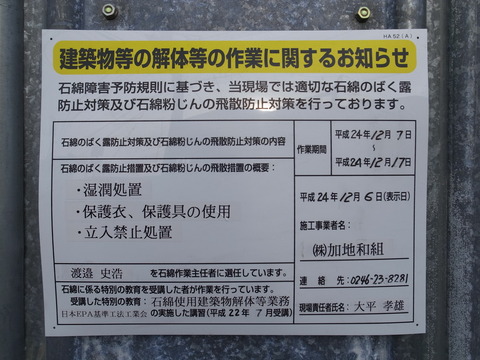 HA52(A)
建築物等の解体等の作業に関するお知らせ
石綿障害予防規則に基づき、当現場では適切な石綿のばく露
防止対策及び石綿粉じんの飛散防止対策を行っております。
石綿のばく露防止対策及び石綿粉じんの飛散防止対策の内容
石綿のばく露防止措置及び石綿粉じんの飛散措置の概要:
・湿潤処置
・保護衣、保護具の使用
・立入禁止処置
渡邉 史浩 を石綿作業主任者に選任しています。
石綿に係る特別の教育を受講した者が作業を行っています。
受講した特別の教育:石綿使用建築物解体等業務
日本EPA基準工法工業会 の実施した講習(平成 22年 7月受講)
作業期間
平成24年12月7日
~
平成24年12月17日
平成24年12月6日(表示日)
施工事業者名:
㈱加地和組
連絡先:0246-23-8281
現場責任者氏名:大平 孝雄